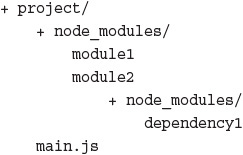 + project/
+ node_modules/
module1
module2
+ node_modules/
dependency1
main.js